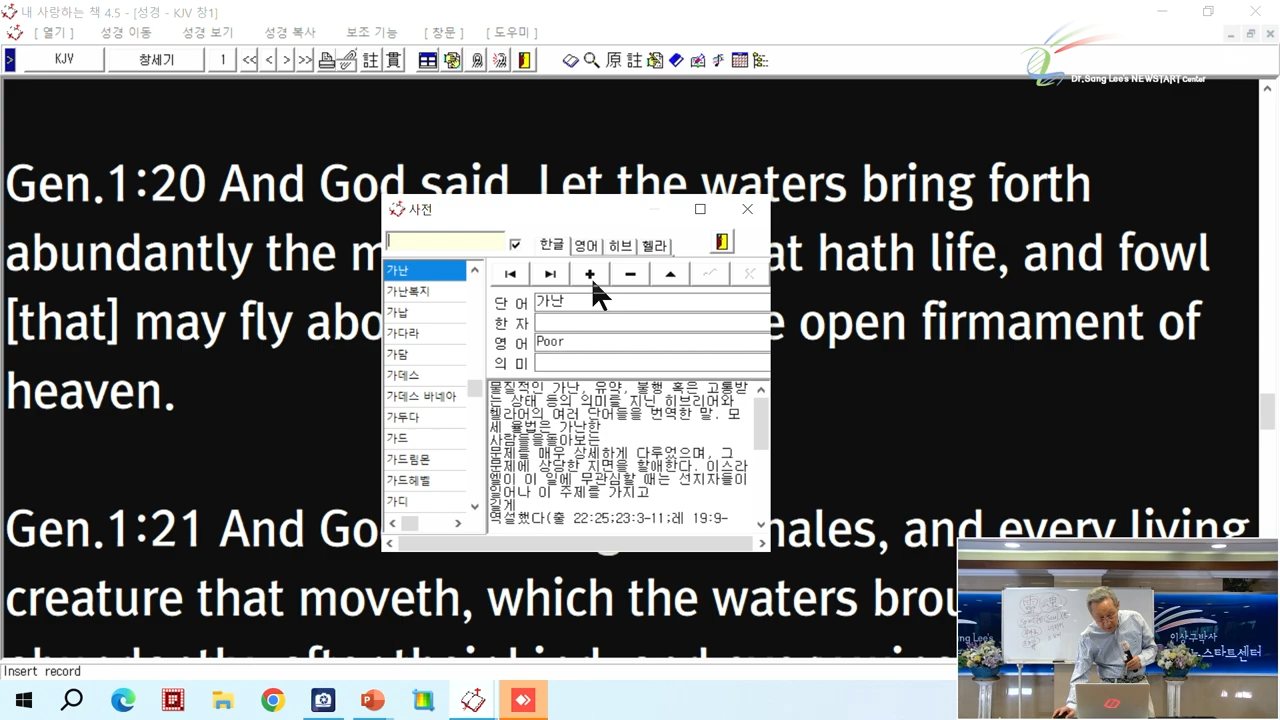 내 사랑하는 책 4.5 - [성경 - KJV 창1]
[ 열기 ] 성경 이동 성경 보기 성경 복사 보조 기능 [ 창문 ] [ 도우미 ]
> KJV 창세기 1 << < > >> 註 貫 原 註
Dr.Sang Lee's NEWSTART Center
Gen.1:20 And God said, Let the waters bring forth
abundantly the m at hath life, and fowl
[that] may fly abo e open firmament of
heaven.
사전
한글 영어 히브 헬라
가난
가난복지
가납
가다라
가담
가데스
가데스 바네아
가두다
가드
가드림몬
가드헤벨
가디
단 어 가난
한 자
영 어 Poor
의 미
물질적인 가난, 유약, 불행 혹은 고통받
는 상태 등의 의미를 지닌 히브리어와
헬라어의 여러 단어들을 번역한 말. 모
세 율법은 가난한
사람들을돌아보는
문제를 매우 상세하게 다루었으며, 그
문제에 상당한 지면을 할애한다. 이스라
엘이 이 일에 무관심할 때는 선지자들이
일어나 이 주제를 가지고
길게
역설했다(출 22:25;23:3-11;레 19:9-
Gen.1:21 And Go hales, and every living
creature that moveth, which the waters brou
Insert record
ang Lee's
이상구박사
뉴스타트센터